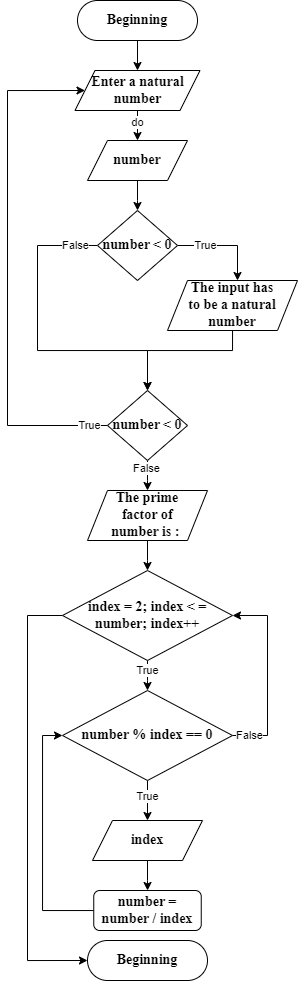 Beginning
Enter a natural
number
do
number
number < 0
False
True
The input has
to be a natural
number
number < 0
True
False
The prime
factor of
number is :
index = 2; index < =
number; index++
True
number % index == 0
False
True
index
number =
number / index
Beginning